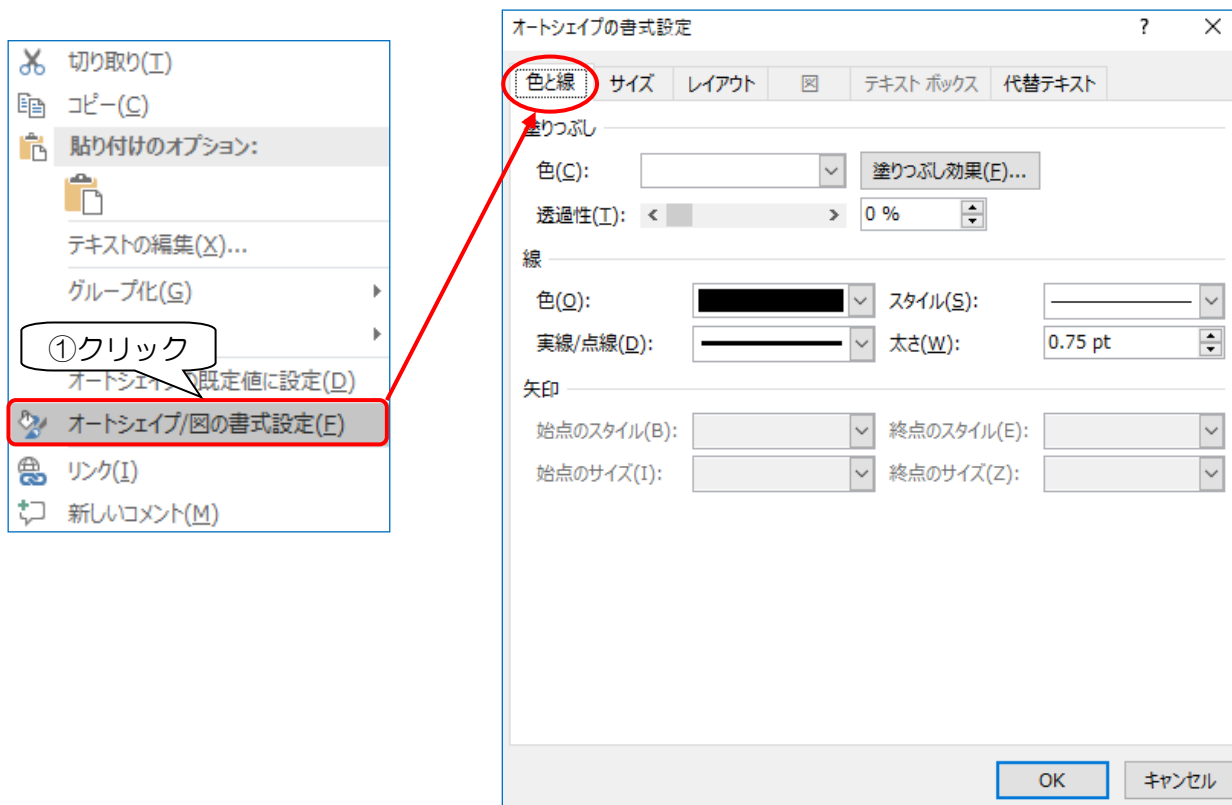 切り取り(T)
コピー(C)
貼り付けのオプション:
テキストの編集(X)...
グループ化(G)
①クリック
オートシェイプの既定値に設定(D)
オートシェイプ/図の書式設定(F)
リンク(I)
新しいコメント(M)
オートシェイプの書式設定 ?
色と線 サイズ レイアウト 図 テキスト ボックス 代替テキスト
塗りつぶし
色(C): 塗りつぶし効果(F)...
透過性(T): 0 %
線
色(O): スタイル(S):
実線/点線(D): 太さ(W): 0.75 pt
矢印
始点のスタイル(B): 終点のスタイル(E):
始点のサイズ(I): 終点のサイズ(Z):
OK キャンセル